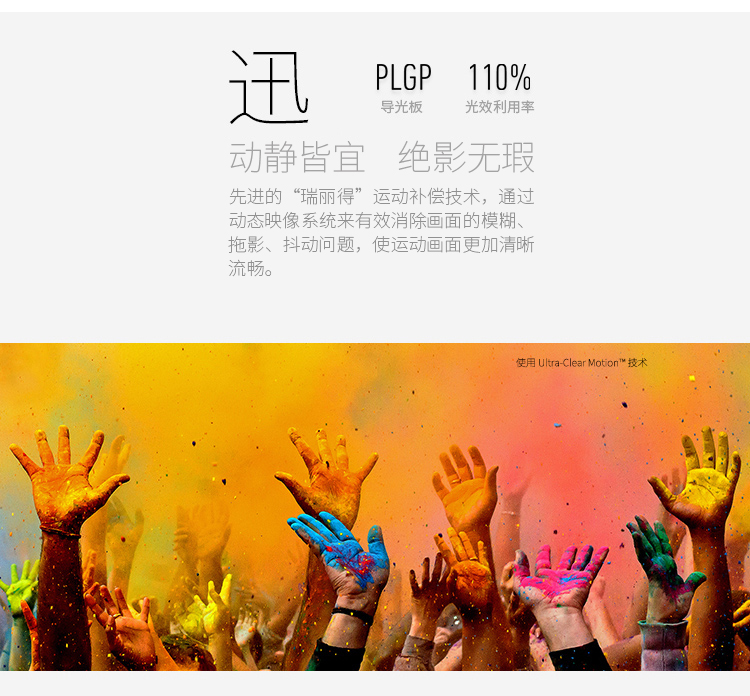 迅
PLGP 110%
导光板 光效利用率
动静皆宜 绝影无瑕
先进的“瑞丽得”运动补偿技术，通过
动态映像系统来有效消除画面的模糊、
拖影、抖动问题，使运动画面更加清晰
流畅。
使用 Ultra-Clear Motion™ 技术